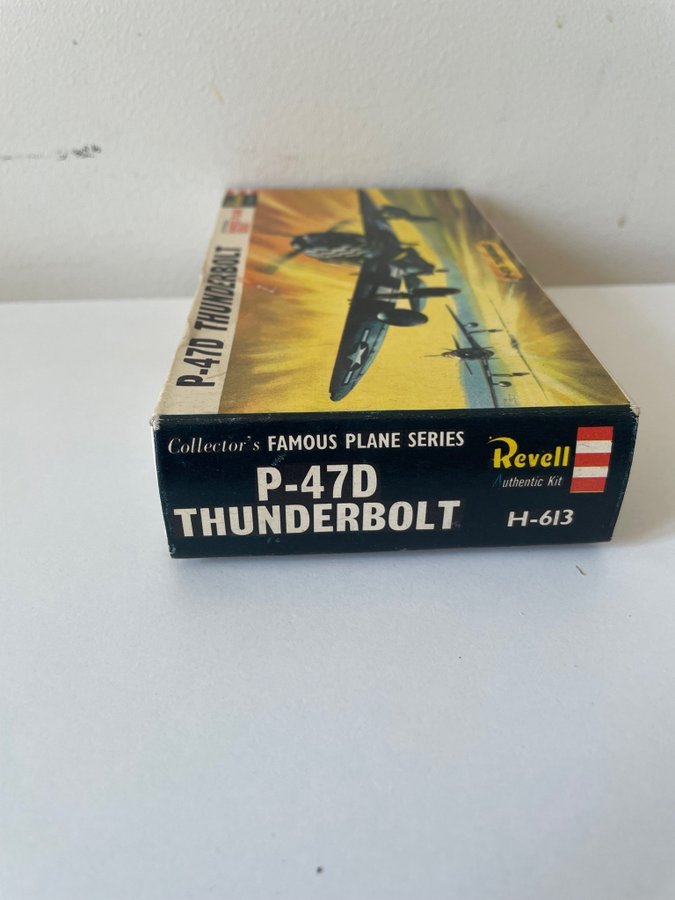 P-47D THUNDERBOLT
Collector's FAMOUS PLANE SERIES
P-47D
THUNDERBOLT
Revell
Authentic Kit
H-613